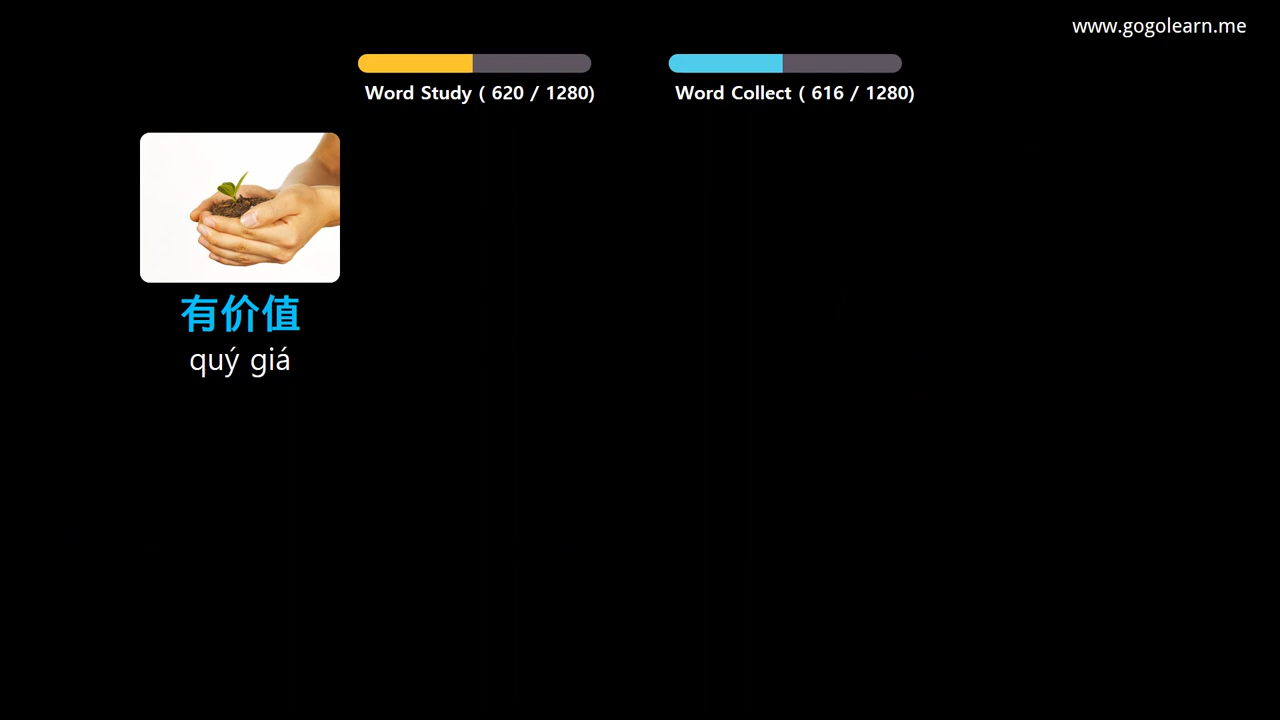 www.gogolearn.me
Word Study ( 620 / 1280)
Word Collect ( 616 / 1280)
有价值
quý giá